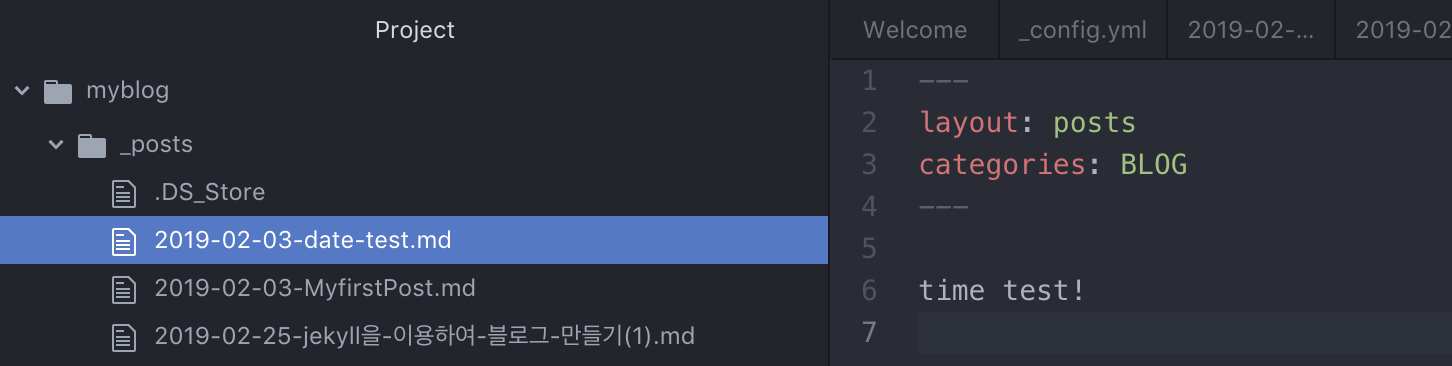 Project
myblog
_posts
.DS_Store
2019-02-03-date-test.md
2019-02-03-MyfirstPost.md
2019-02-25-jekyll을-이용하여-블로그-만들기(1).md
Welcome
_config.yml
2019-02-...
2019-02
1 ---
2 layout: posts
3 categories: BLOG
4 ---
5
6 time test!
7